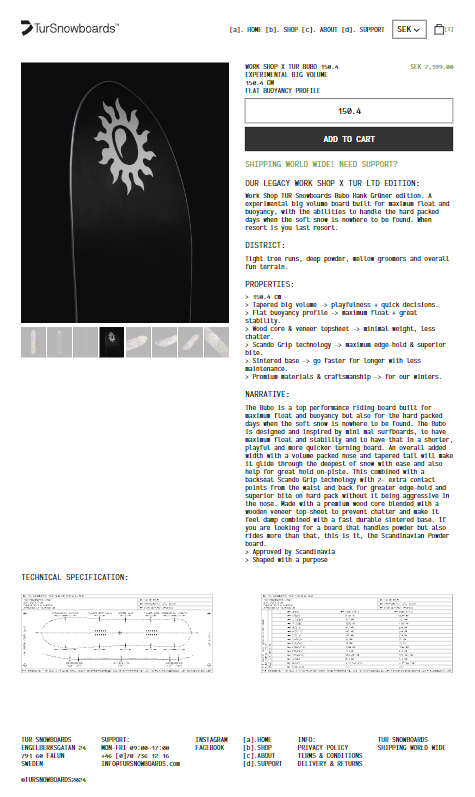 TurSnowboards™
[a]. HOME [b]. SHOP [c]. ABOUT [d]. SUPPORT
SEK
[1]
WORK SHOP X TUR BUBO 150.4
SEK 7,399.00
EXPERIMENTAL BIG VOLUME
150.4 CM
FLAT BUOYANCY PROFILE
150.4
ADD TO CART
SHIPPING WORLD WIDE! NEED SUPPORT?
OUR LEGACY WORK SHOP X TUR LTD EDITION:
Work Shop TUR Snowboards Bubo Hank Grüner edition. A
experimental big volume board built for maximum float and
buoyancy, with the abilities to handle the hard packed
days when the soft snow is nowhere to be found. When
resort is you last resort.
DISTRICT:
Tight tree runs, deep powder, mellow groomers and overall
fun terrain.
PROPERTIES:
> 150.4 CM
> Tapered big volume -> playfulness + quick decisions.
> Flat buoyancy profile -> maximum float + great
stability.
> Wood core & veneer topsheet -> minimal weight, less
chatter.
> Scando Grip technology -> maximum edge-hold & superior
bite.
> Sintered base -> go faster for longer with less
maintenance.
> Premium materials & craftsmanship -> for our winters.
NARRATIVE:
The Bubo is a top performance riding board built for
maximum float and buoyancy but also for the hard packed
days when the soft snow is nowhere to be found. The Bubo
is designed and inspired by mini mal surfboards, to have
maximum float and stability and to have that in a shorter,
playful and more quicker turning board. An overall added
width with a volume packed nose and tapered tail will make
it glide through the deepest of snow with ease and also
help for great hold on-piste. This combined with a
backseat Scando Grip technology with 2- extra contact
points from the waist and back for greater edge-hold and
superior bite on hard pack without it being aggressive in
the nose. Made with a premium wood core blended with a
wooden veneer top-sheet to prevent chatter and make it
feel damp combined with a fast durable sintered base. If
you are looking for a board that handles powder but also
rides more than that, this is it, the Scandinavian Powder
board.
> Approved by Scandinavia
> Shaped with a purpose
TECHNICAL SPECIFICATION:
TUR SNOWBOARDS
ENGELBREKSGATAN 24
791 60 FALUN
SWEDEN
SUPPORT:
MON-FRI 09:00-17:00
+46 [0]70 736 12 16
INFO@TURSNOWBOARDS.com
INSTAGRAM
FACEBOOK
[a].HOME
[b].SHOP
[c].ABOUT
[d].SUPPORT
INFO:
PRIVACY POLICY
TERMS & CONDITIONS
DELIVERY & RETURNS
TUR SNOWBOARDS
SHIPPING WORLD WIDE
©TURSNOWBOARDS2024